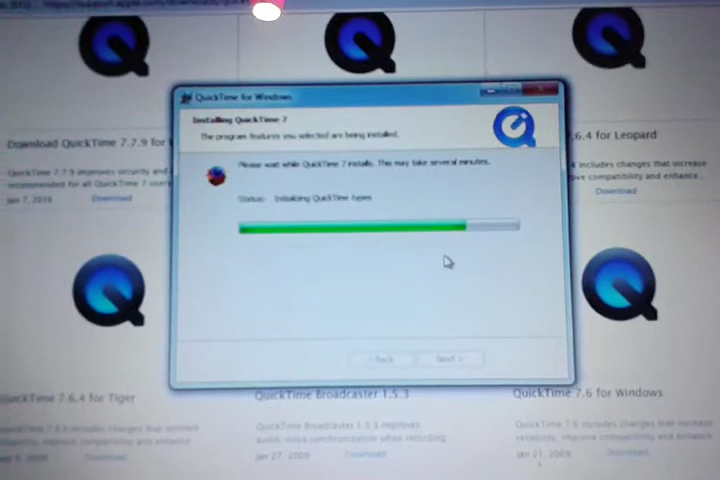 https://support.apple.com/downloads/
QuickTime for Windows
Installing QuickTime 7
The program features you selected are being installed.
Please wait while QuickTime 7 installs. This may take several minutes.
Status: Initializing QuickTime types
< Back
Next >
Download QuickTime 7.7.9 for
QuickTime 7.7.9 improves security and
recommended for all QuickTime 7 users
Jan 7, 2016
Download
7.6.4 for Leopard
includes changes that increase
improve compatibility and enhance
Download
QuickTime 7.6.4 for Tiger
includes changes that increase
reliability, improve compatibility and enhance
2009
Download
QuickTime Broadcaster 1.5.3
QuickTime Broadcaster 1.5.3 improves
audio/video synchronization when recording
Jan 27, 2009
Download
QuickTime 7.6 for Windows
QuickTime 7.6 includes changes that increase
reliability, improve compatibility and enhance
Jan 21, 2009
Download